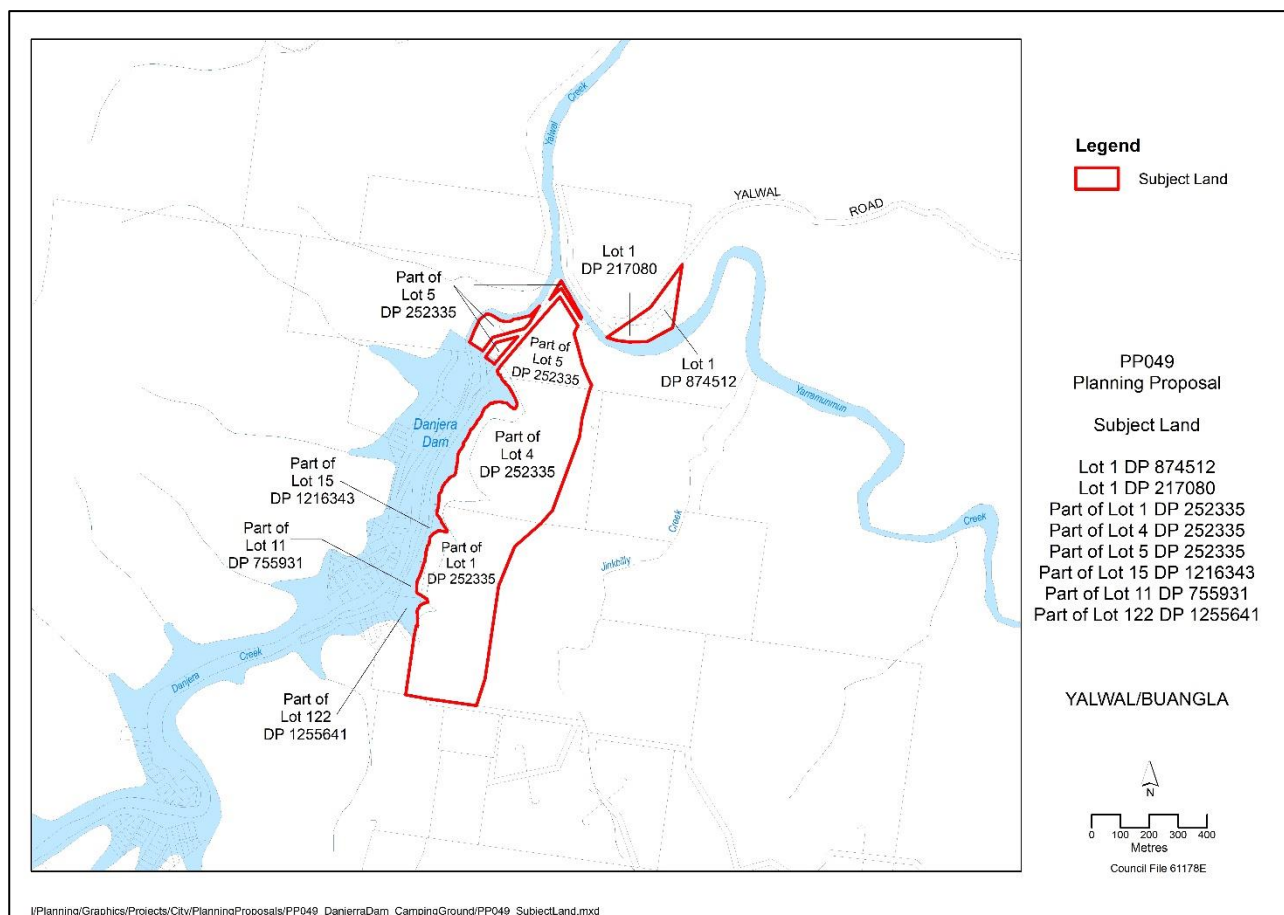 Yalwal
Creek
YALWAL
ROAD
Lot 1
DP 217080
Part of
Lot 5
DP 252335
Part of
Lot 5
DP 252335
Lot 1
DP 874512
Yarramunmun
Creek
Danjera
Dam
Part of
Lot 4
DP 252335
Part of
Lot 15
DP 1216343
Part of
Lot 11
DP 755931
Part of
Lot 1
DP 252335
Jinkbilly
Creek
Danjera
Creek
Part of
Lot 122
DP 1255641
Legend
Subject Land
PP049
Planning Proposal
Subject Land
Lot 1 DP 874512
Lot 1 DP 217080
Part of Lot 1 DP 252335
Part of Lot 4 DP 252335
Part of Lot 5 DP 252335
Part of Lot 15 DP 1216343
Part of Lot 11 DP 755931
Part of Lot 122 DP 1255641
YALWAL/BUANGLA
N
0 100 200 300 400
Metres
Council File 61178E
I/Planning/Graphics/Projects/City/PlanningProposals/PP049_DanjerraDam_CampingGround/PP049_SubjectLand.mxd